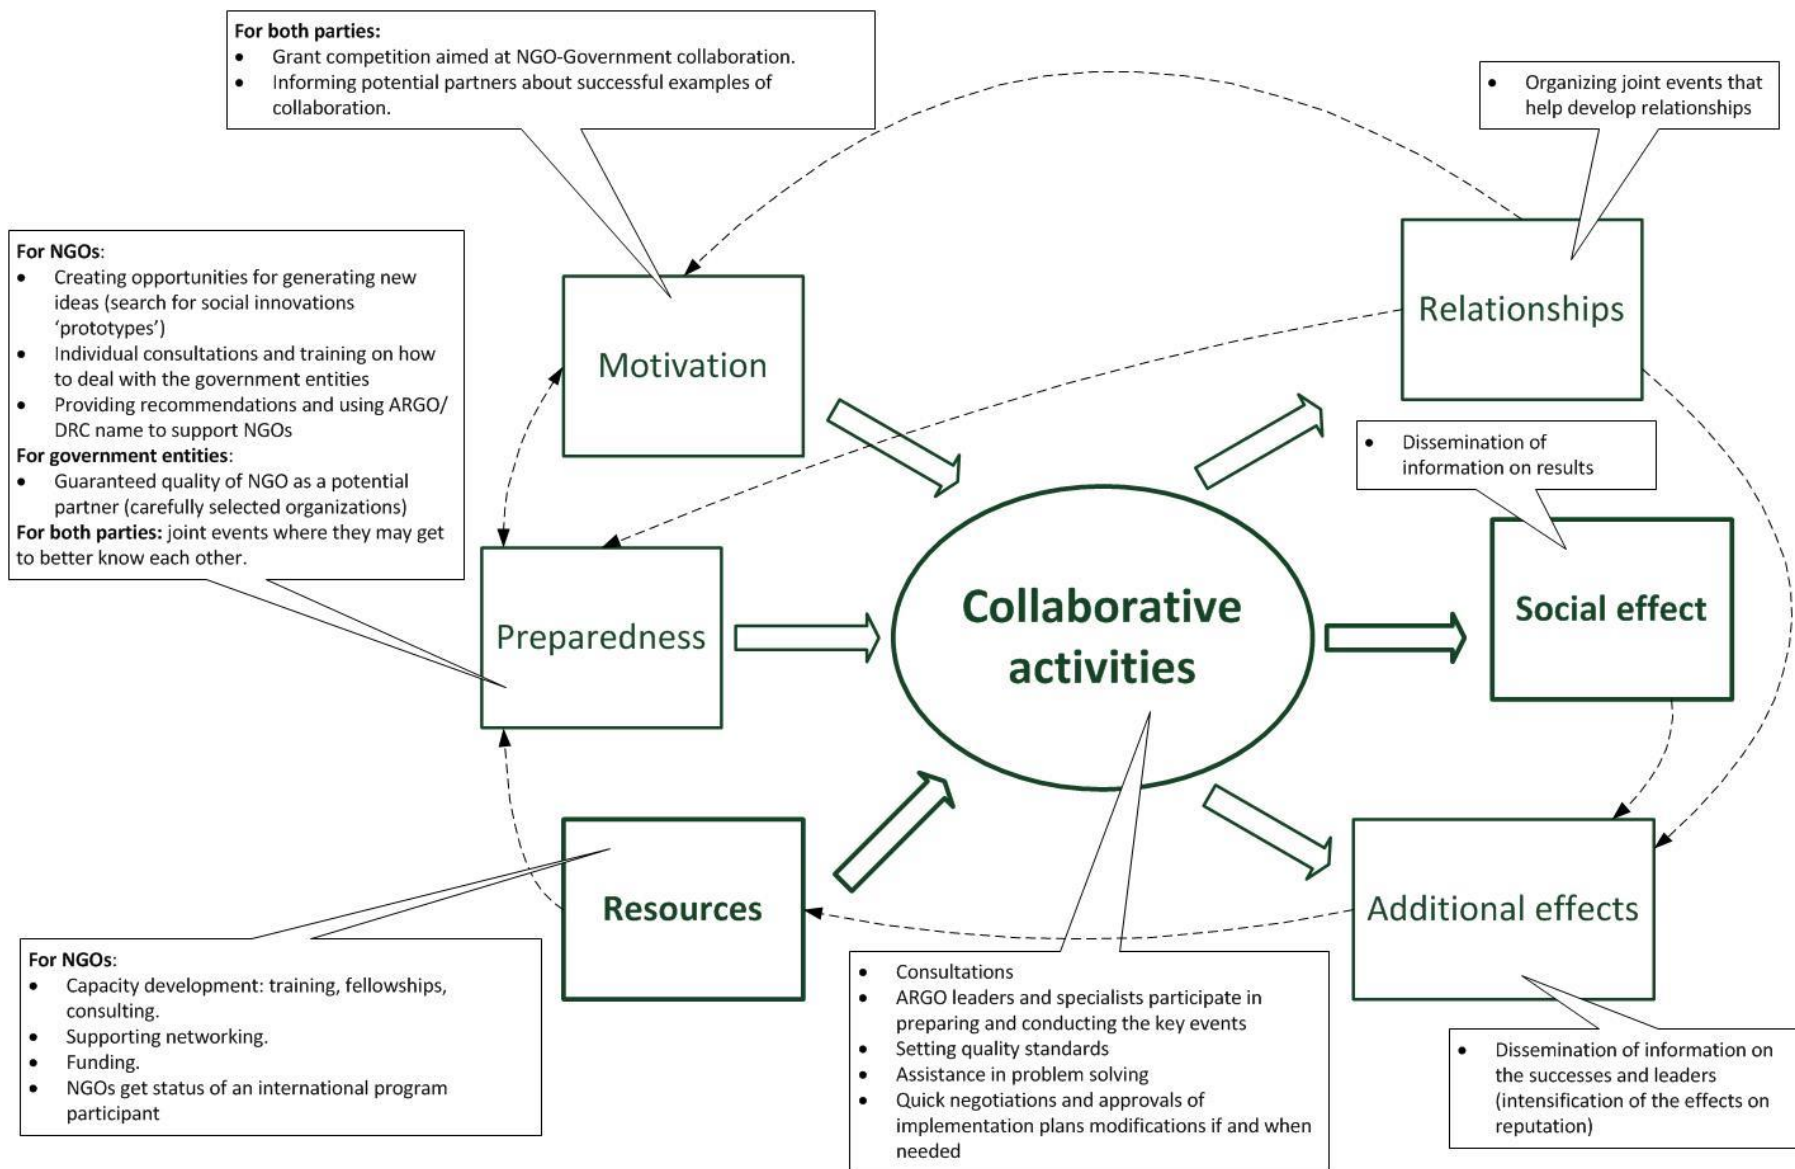 For both parties:
• Grant competition aimed at NGO-Government collaboration.
• Informing potential partners about successful examples of
collaboration.
• Organizing joint events that
help develop relationships
For NGOs:
• Creating opportunities for generating new
ideas (search for social innovations
‘prototypes’)
• Individual consultations and training on how
to deal with the government entities
• Providing recommendations and using ARGO/
DRC name to support NGOs
For government entities:
• Guaranteed quality of NGO as a potential
partner (carefully selected organizations)
For both parties: joint events where they may get
to better know each other.
Motivation
Relationships
• Dissemination of
information on results
Preparedness
Collaborative
activities
Social effect
Resources
Additional effects
For NGOs:
• Capacity development: training, fellowships,
consulting.
• Supporting networking.
• Funding.
• NGOs get status of an international program
participant
• Consultations
• ARGO leaders and specialists participate in
preparing and conducting the key events
• Setting quality standards
• Assistance in problem solving
• Quick negotiations and approvals of
implementation plans modifications if and when
needed
• Dissemination of information on
the successes and leaders
(intensification of the effects on
reputation)